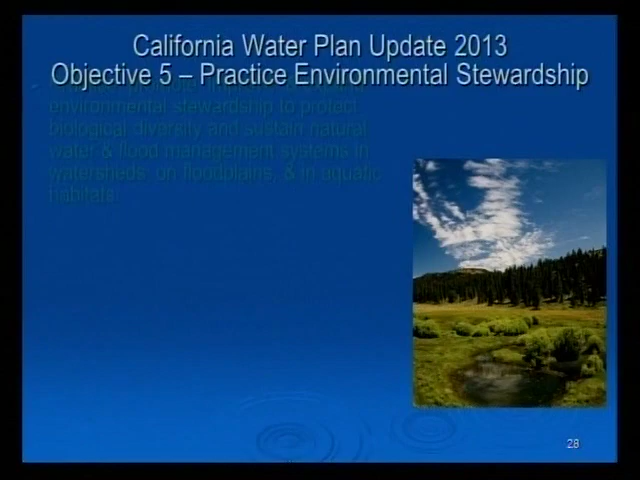 California Water Plan Update 2013
Objective 5 – Practice Environmental Stewardship
environmental stewardship to protect
biological diversity and sustain natural
water & flood management systems in
watersheds, on floodplains, & in aquatic
habitats.
28